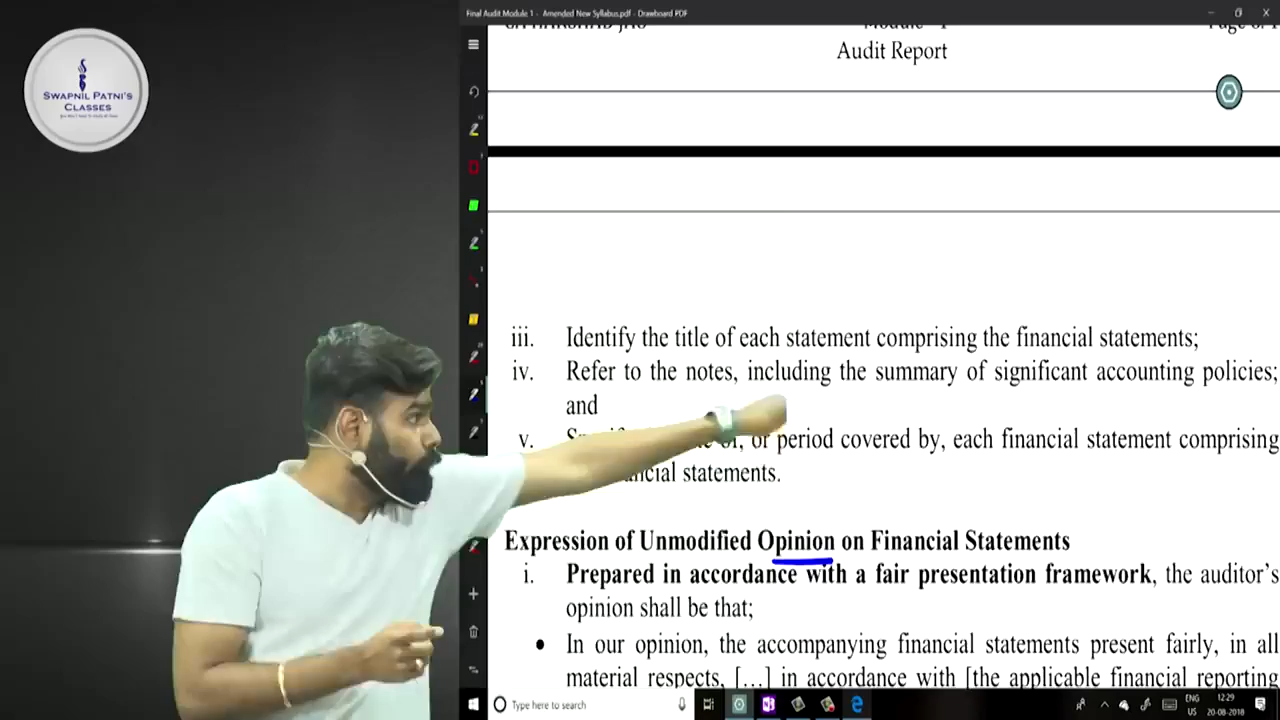 Final Audit Module 1 - Amended New Syllabus.pdf - Drawboard PDF
SWAPNIL PATNI'S
CLASSES
Audit Report
iii. Identify the title of each statement comprising the financial statements;
iv. Refer to the notes, including the summary of significant accounting policies;
and
v. or period covered by, each financial statement comprising
statements.
Expression of Unmodified Opinion on Financial Statements
i. Prepared in accordance with a fair presentation framework, the auditor's
opinion shall be that;
• In our opinion, the accompanying financial statements present fairly, in all
material respects, [...] in accordance with [the applicable financial reporting
Type here to search
ENG
US
12:29
20-08-2018